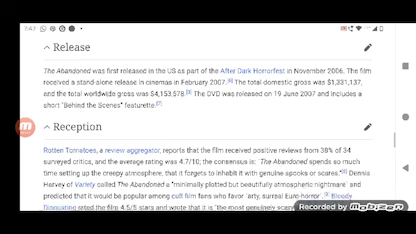 7:47
Release
The Abandoned was first released in the US as part of the After Dark Horrorfest in November 2006. The film
received a stand-alone release in cinemas in February 2007.[6] The total domestic gross was $1,331,137,
and the total worldwide gross was $4,153,578. The DVD was released on 19 June 2007 and includes a
short "Behind the Scenes" featurette.[7]
Reception
Rotten Tomatoes, a review aggregator, reports that the film received positive reviews from 38% of 34
surveyed critics, and the average rating was 4.7/10; the consensus is: "The Abandoned spends so much
time setting up the creepy atmosphere, that it forgets to inhabit it with genuine spooks or scares." Dennis
Harvey of Variety called The Abandoned a "minimally plotted but beautifully atmospheric nightmare" and
predicted that it would be popular among cult film fans who favor "arty, surreal Euro-horror". Bloody
Disgusting rated the film 4.5/5 stars and wrote that it is "the most genuinely scary
Recorded by Mobizen